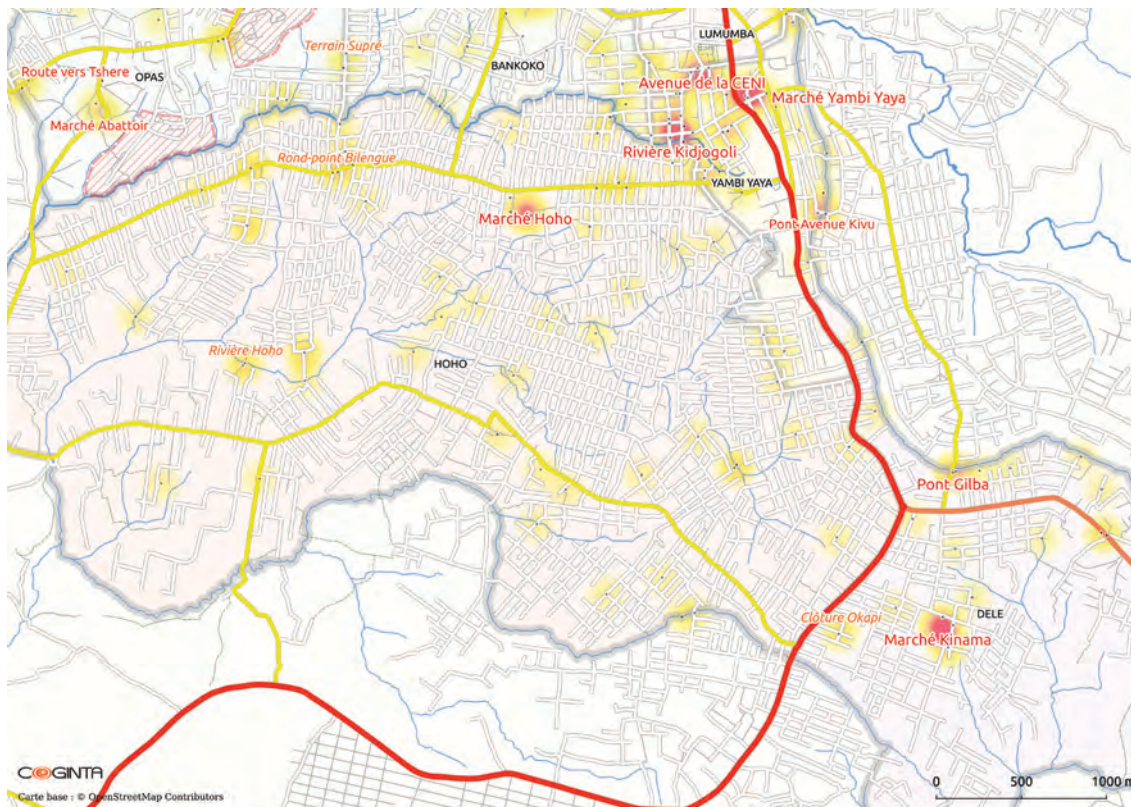 LUMUMBA
Terrain Supré
BANKOKO
Route vers Tshere
OPAS
Avenue de la CENI
Marché Yambi Yaya
Marché Abattoir
Rivière Kidjogoli
Rond-point Bilengue
YAMBI YAYA
Marché Hoho
Pont Avenue Kivu
Rivière Hoho
HOHO
Pont Gilba
Clôture Okapi
DELE
Marché Kinama
COGINTA
Carte base : © OpenStreetMap Contributors
0 500 1000 m